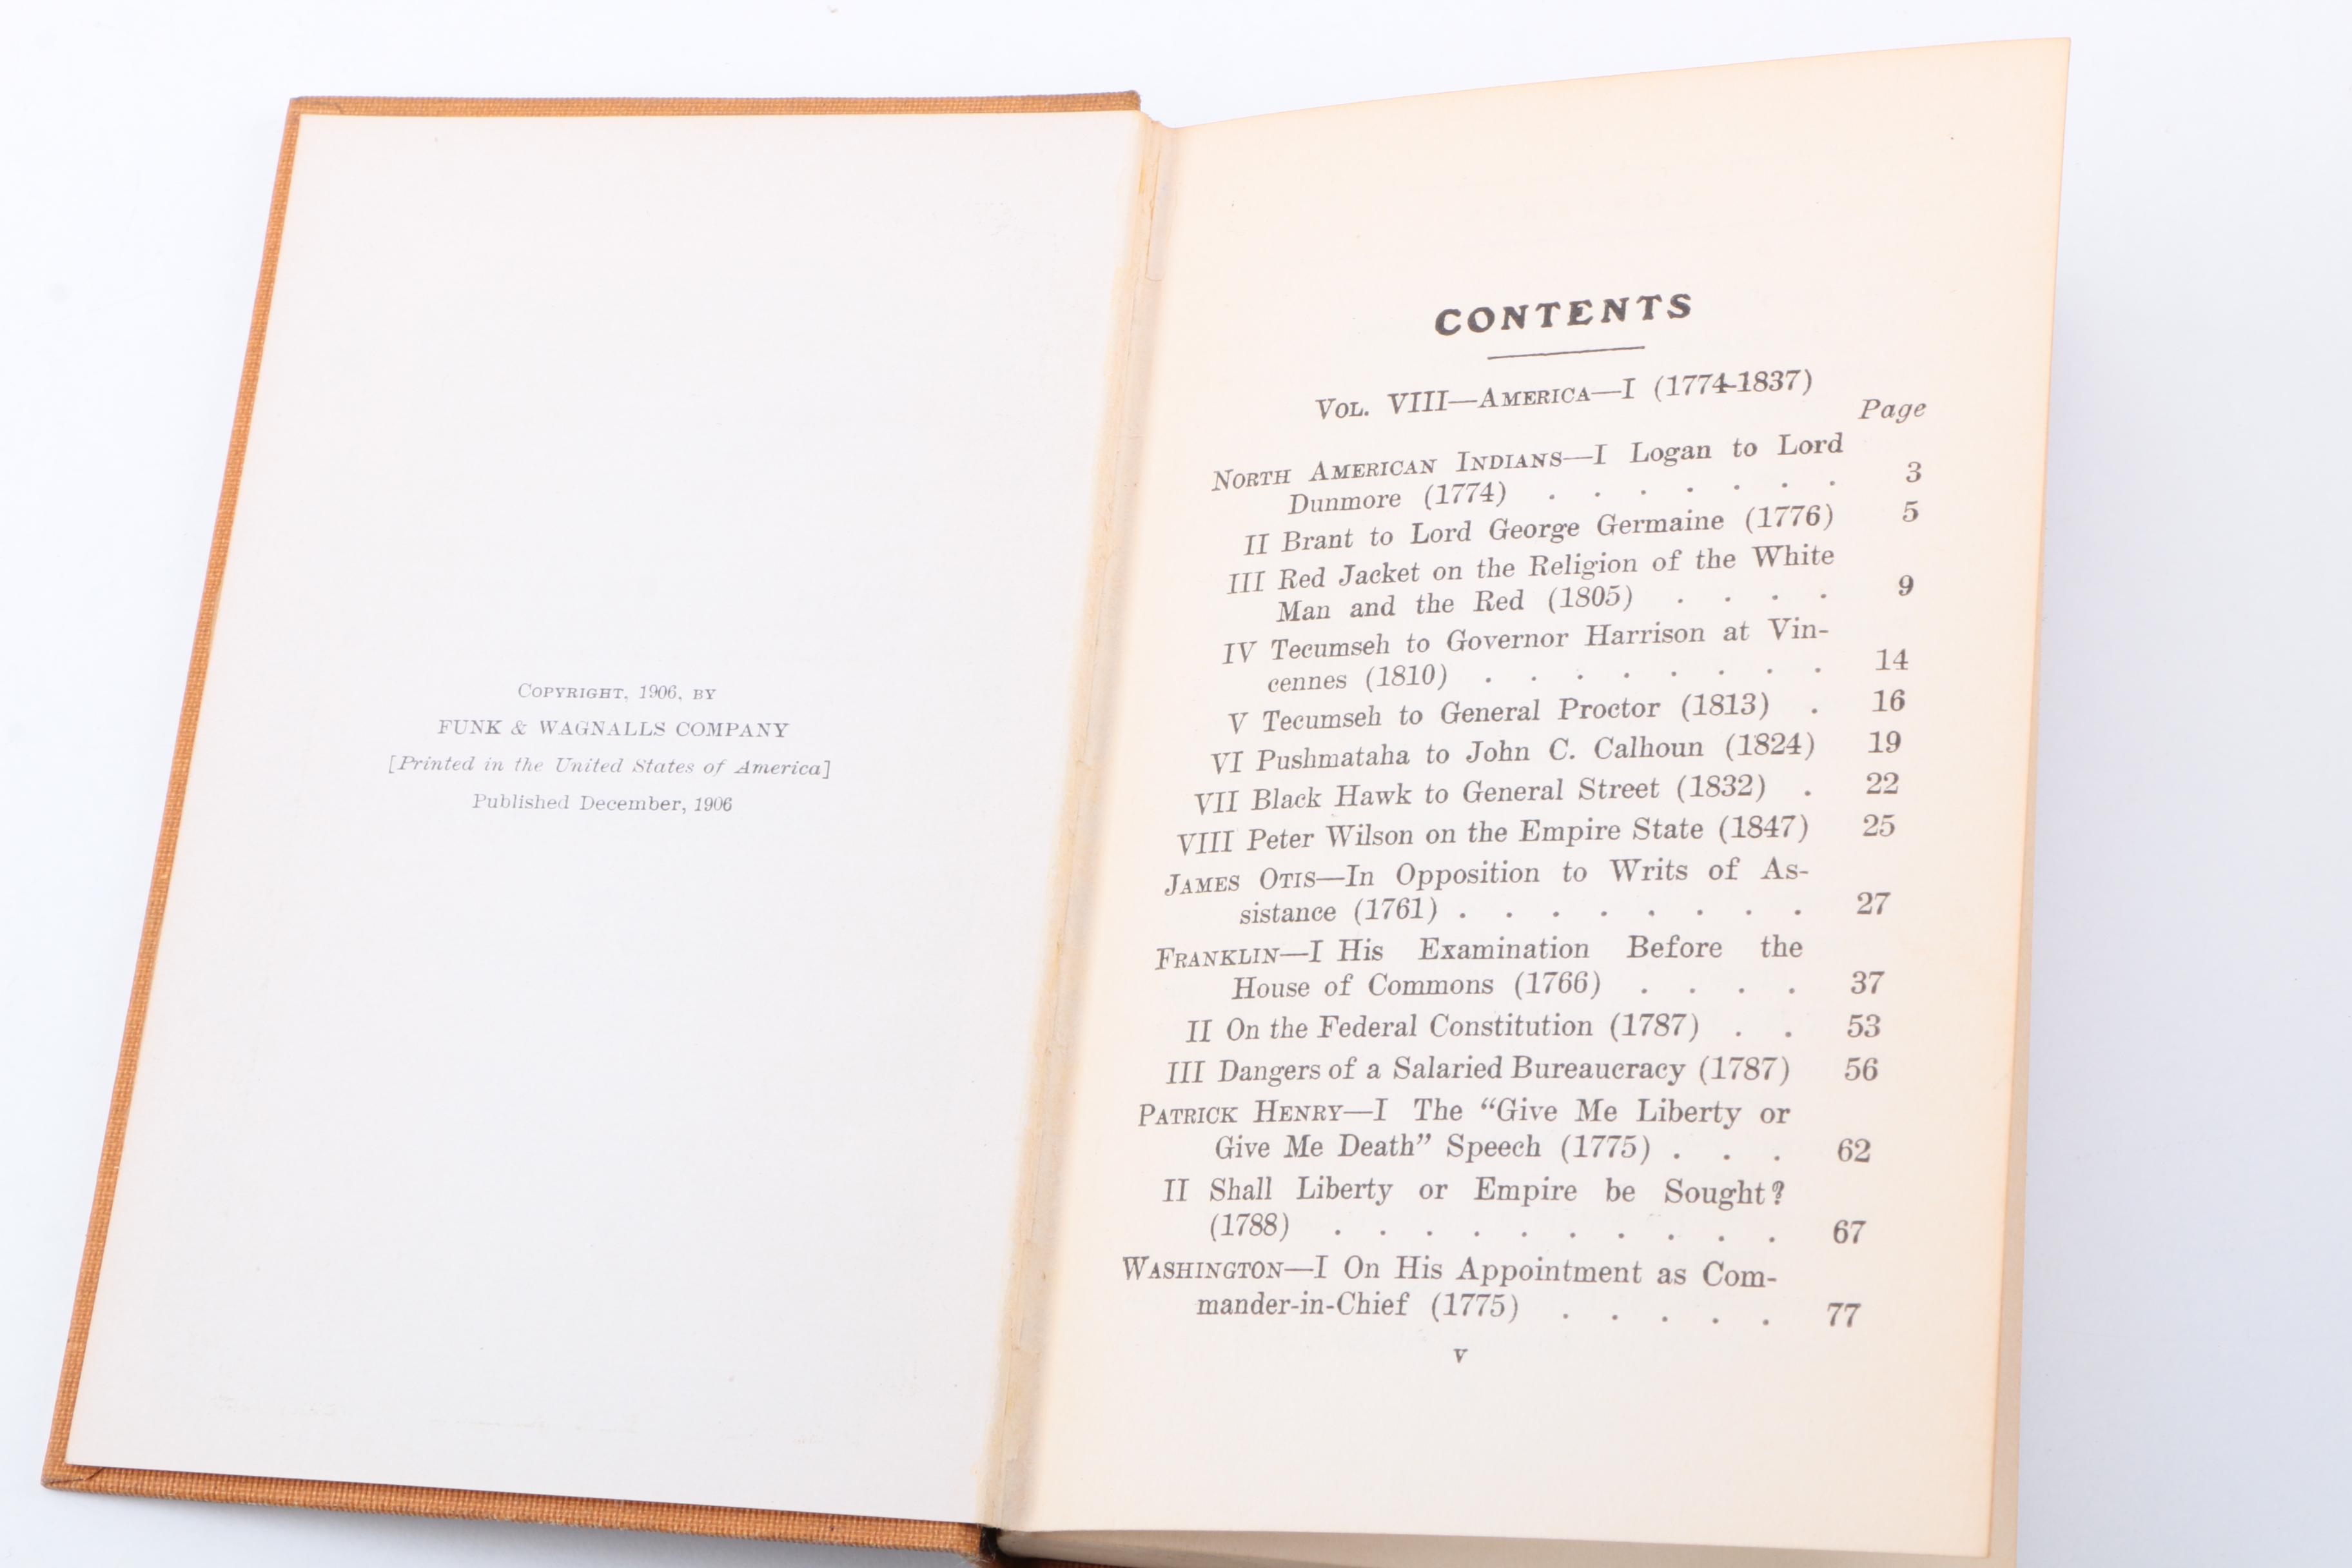 COPYRIGHT, 1906, BY
FUNK & WAGNALLS COMPANY
[Printed in the United States of America]
Published December, 1906
CONTENTS
VOL. VIII—AMERICA—I (1774-1837)
Page
NORTH AMERICAN INDIANS—I Logan to Lord
Dunmore (1774) . . . . . . . 3
II Brant to Lord George Germaine (1776) 5
III Red Jacket on the Religion of the White
Man and the Red (1805) . . . . 9
IV Tecumseh to Governor Harrison at Vin-
cennes (1810) . . . . . . . . 14
V Tecumseh to General Proctor (1813) . 16
VI Pushmataha to John C. Calhoun (1824) 19
VII Black Hawk to General Street (1832) . 22
VIII Peter Wilson on the Empire State (1847) 25
JAMES OTIS—In Opposition to Writs of As-
sistance (1761) . . . . . . . . 27
FRANKLIN—I His Examination Before the
House of Commons (1766) . . . . 37
II On the Federal Constitution (1787) . . 53
III Dangers of a Salaried Bureaucracy (1787) 56
PATRICK HENRY—I The “Give Me Liberty or
Give Me Death” Speech (1775) . . . 62
II Shall Liberty or Empire be Sought?
(1788) . . . . . . . . . . 67
WASHINGTON—I On His Appointment as Com-
mander-in-Chief (1775) . . . . . 77
v